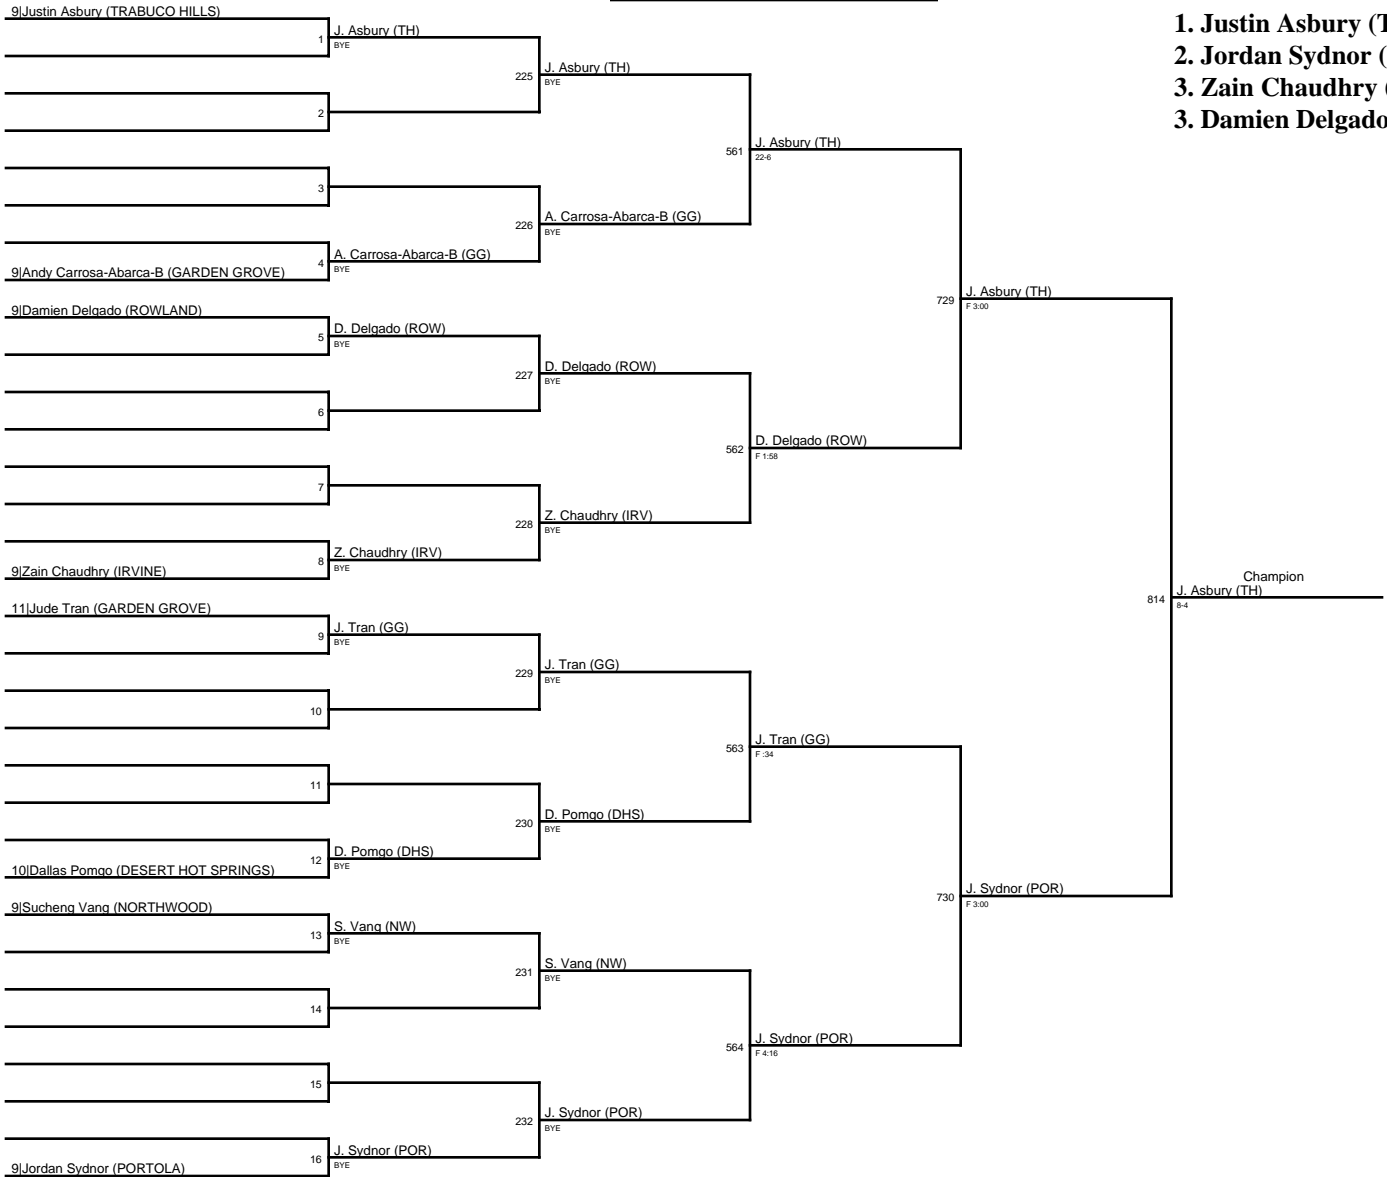 9|Justin Asbury (TRABUCO HILLS)
1
J. Asbury (TH)
BYE
2
225
J. Asbury (TH)
BYE
3
9|Andy Carrosa-Abarca-B (GARDEN GROVE)
4
A. Carrosa-Abarca-B (GG)
BYE
226
A. Carrosa-Abarca-B (GG)
BYE
561
J. Asbury (TH)
22-6
9|Damien Delgado (ROWLAND)
5
D. Delgado (ROW)
BYE
6
227
D. Delgado (ROW)
BYE
7
9|Zain Chaudhry (IRVINE)
8
Z. Chaudhry (IRV)
BYE
228
Z. Chaudhry (IRV)
BYE
562
D. Delgado (ROW)
F 1:58
729
J. Asbury (TH)
F 3:00
11|Jude Tran (GARDEN GROVE)
9
J. Tran (GG)
BYE
10
229
J. Tran (GG)
BYE
11
10|Dallas Pomgo (DESERT HOT SPRINGS)
12
D. Pomgo (DHS)
BYE
230
D. Pomgo (DHS)
BYE
563
J. Tran (GG)
F :34
9|Sucheng Vang (NORTHWOOD)
13
S. Vang (NW)
BYE
14
231
S. Vang (NW)
BYE
15
9|Jordan Sydnor (PORTOLA)
16
J. Sydnor (POR)
BYE
232
J. Sydnor (POR)
BYE
564
J. Sydnor (POR)
F 4:16
730
J. Sydnor (POR)
F 3:00
814
Champion
J. Asbury (TH)
8-4
1. Justin Asbury (T
2. Jordan Sydnor (
3. Zain Chaudhry (
3. Damien Delgado